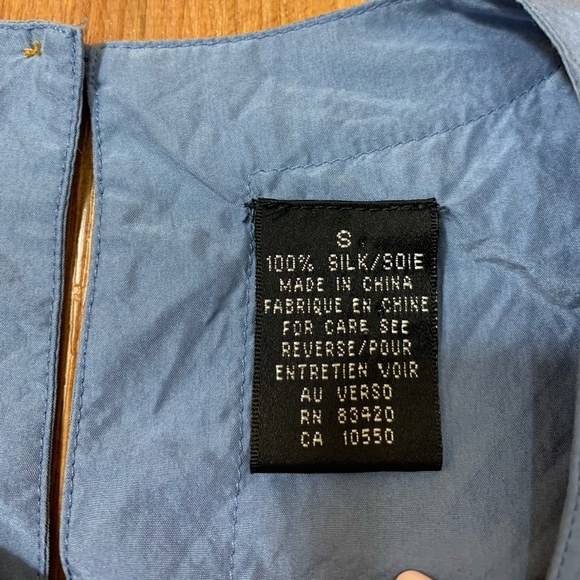 S
100% SILK/SOIE
MADE IN CHINA
FABRIQUE EN CHINE
FOR CARE SEE
REVERSE/POUR
ENTRETIEN VOIR
AU VERSO
RN 83420
CA 10550